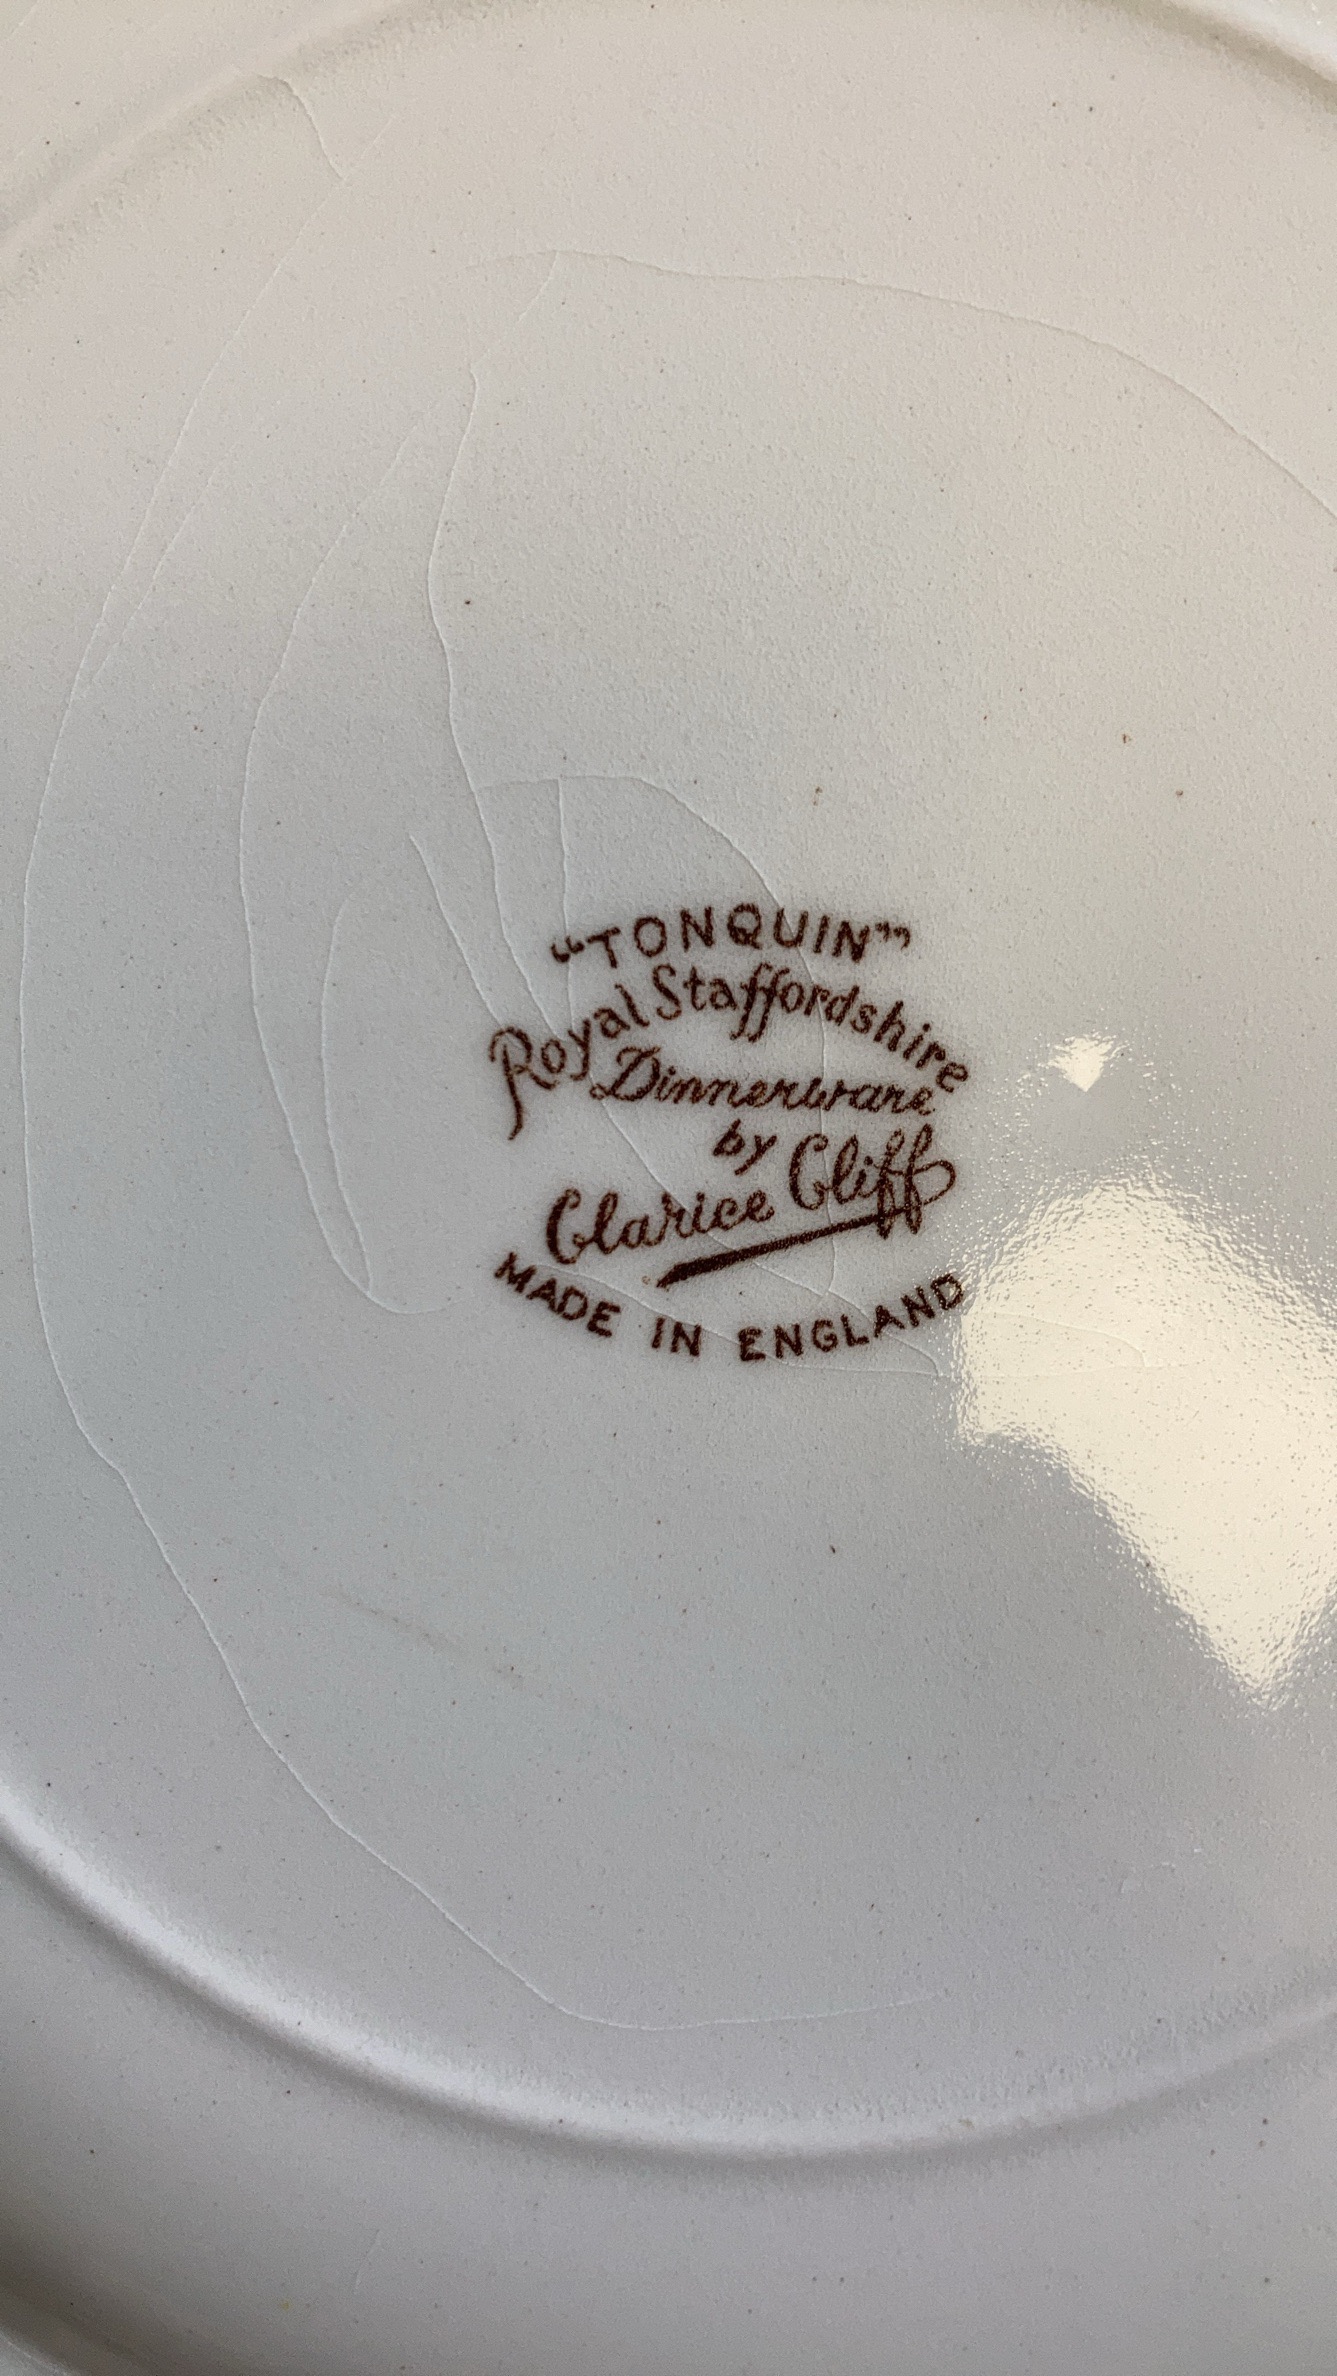 “TONQUIN”
Royal Staffordshire
Dinnerware
by
Clarice Cliff
MADE IN ENGLAND